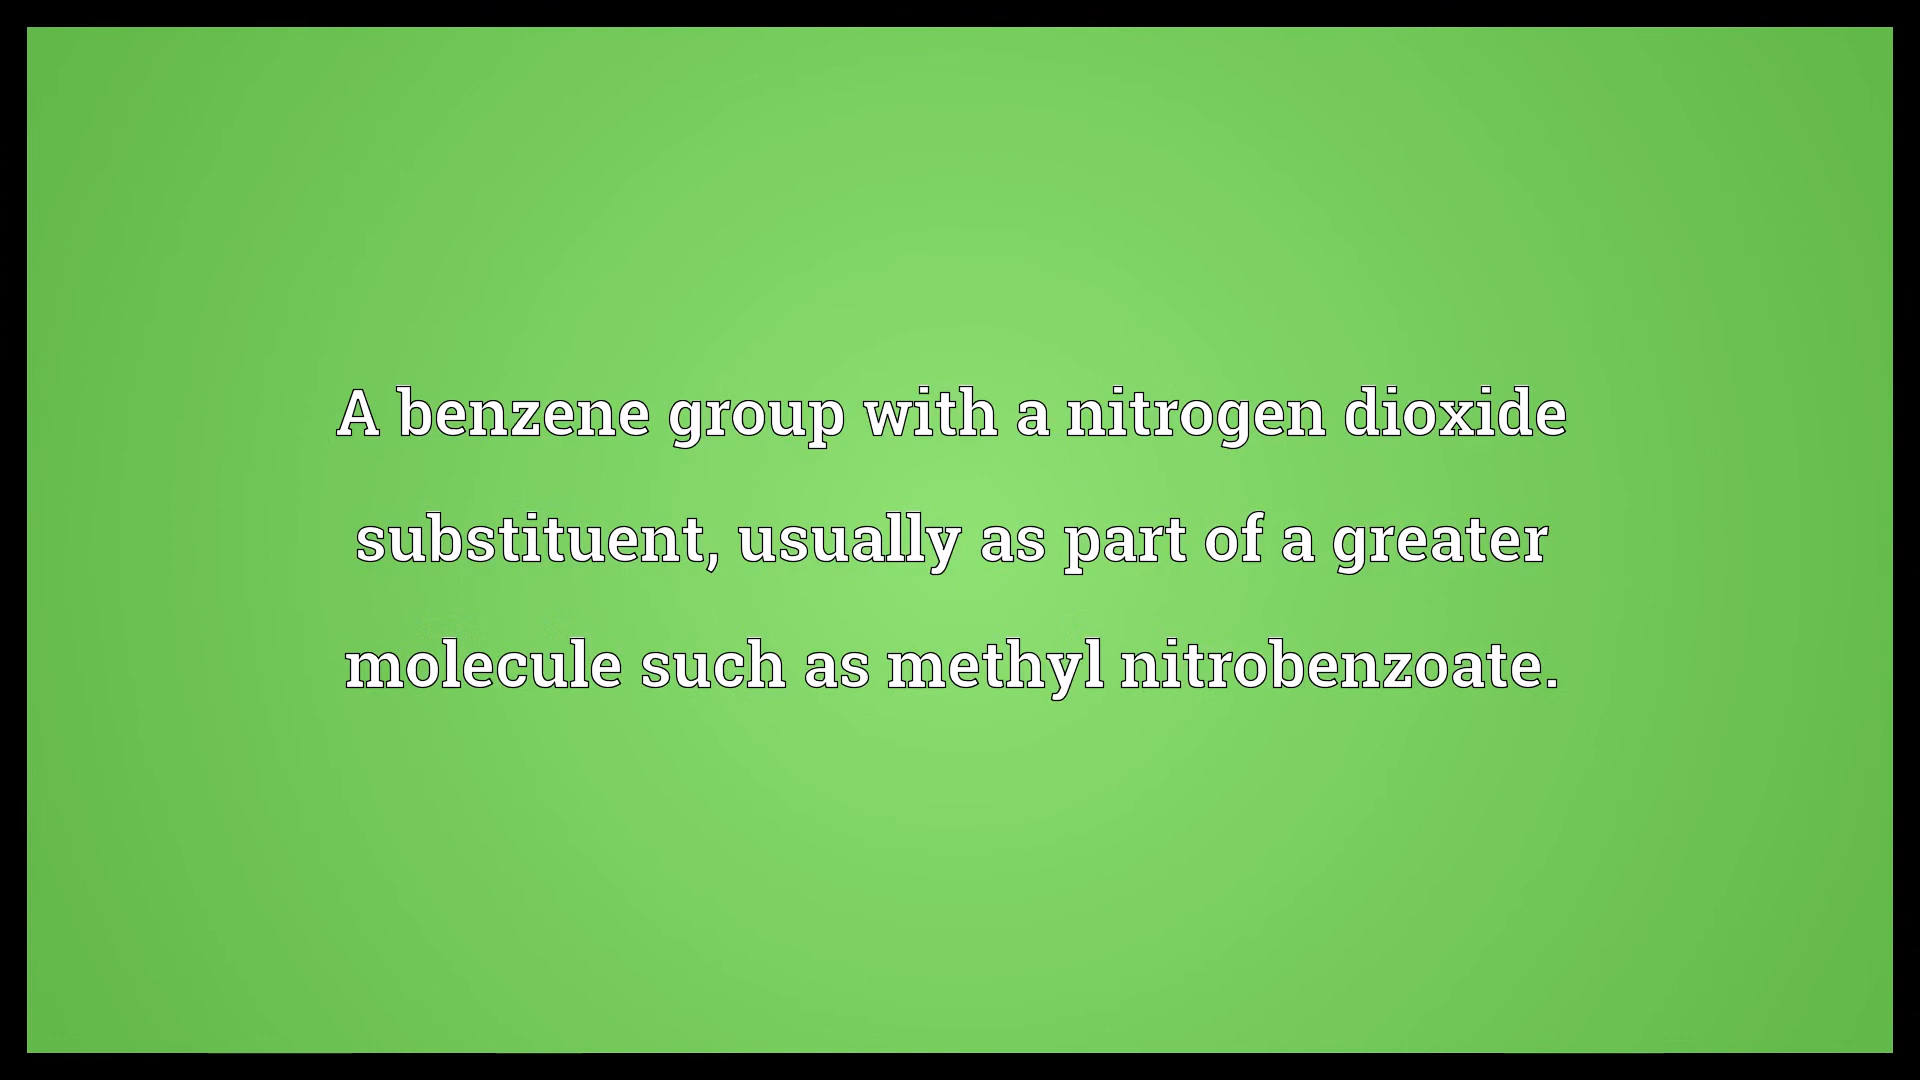 A benzene group with a nitrogen dioxide
substituent, usually as part of a greater
molecule such as methyl nitrobenzoate.